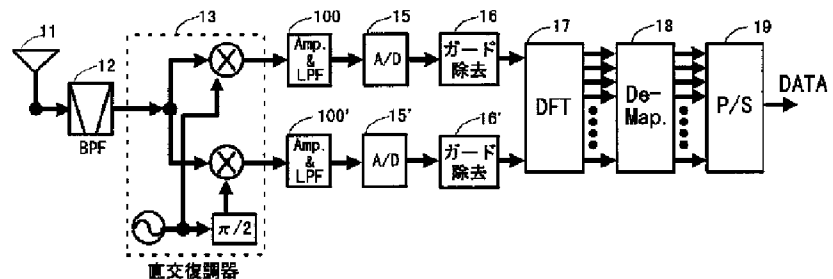 11
12
BPF
13
π/2
直交復調器
100
Amp.
&
LPF
15
A/D
16
ガード
除去
100'
Amp.
&
LPF
15'
A/D
16'
ガード
除去
17
DFT
18
De-
Map.
19
P/S
DATA